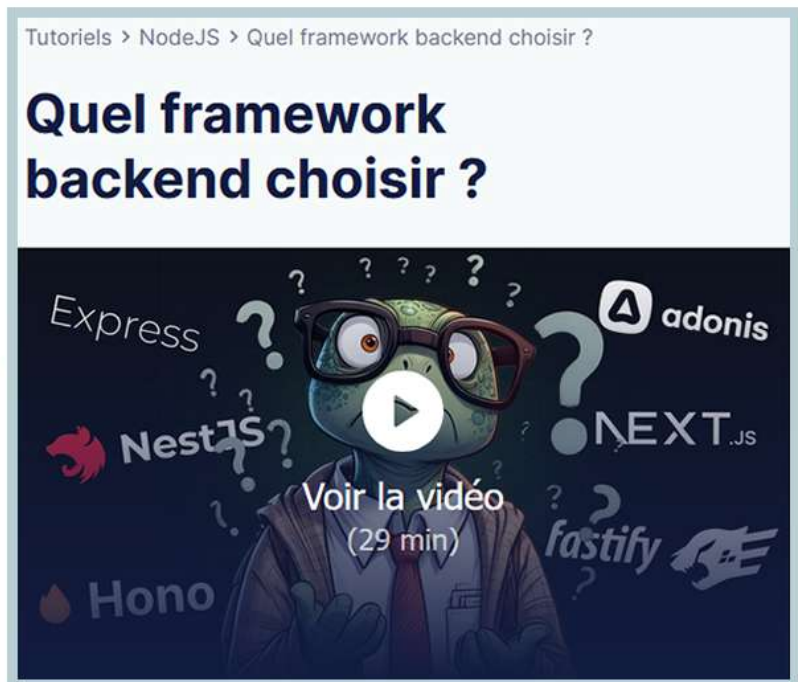 Tutoriels > NodeJS > Quel framework backend choisir ?
Quel framework
backend choisir ?
Express
adonis
NestJS
NEXT.JS
Voir la vidéo
(29 min)
fastify
Hono